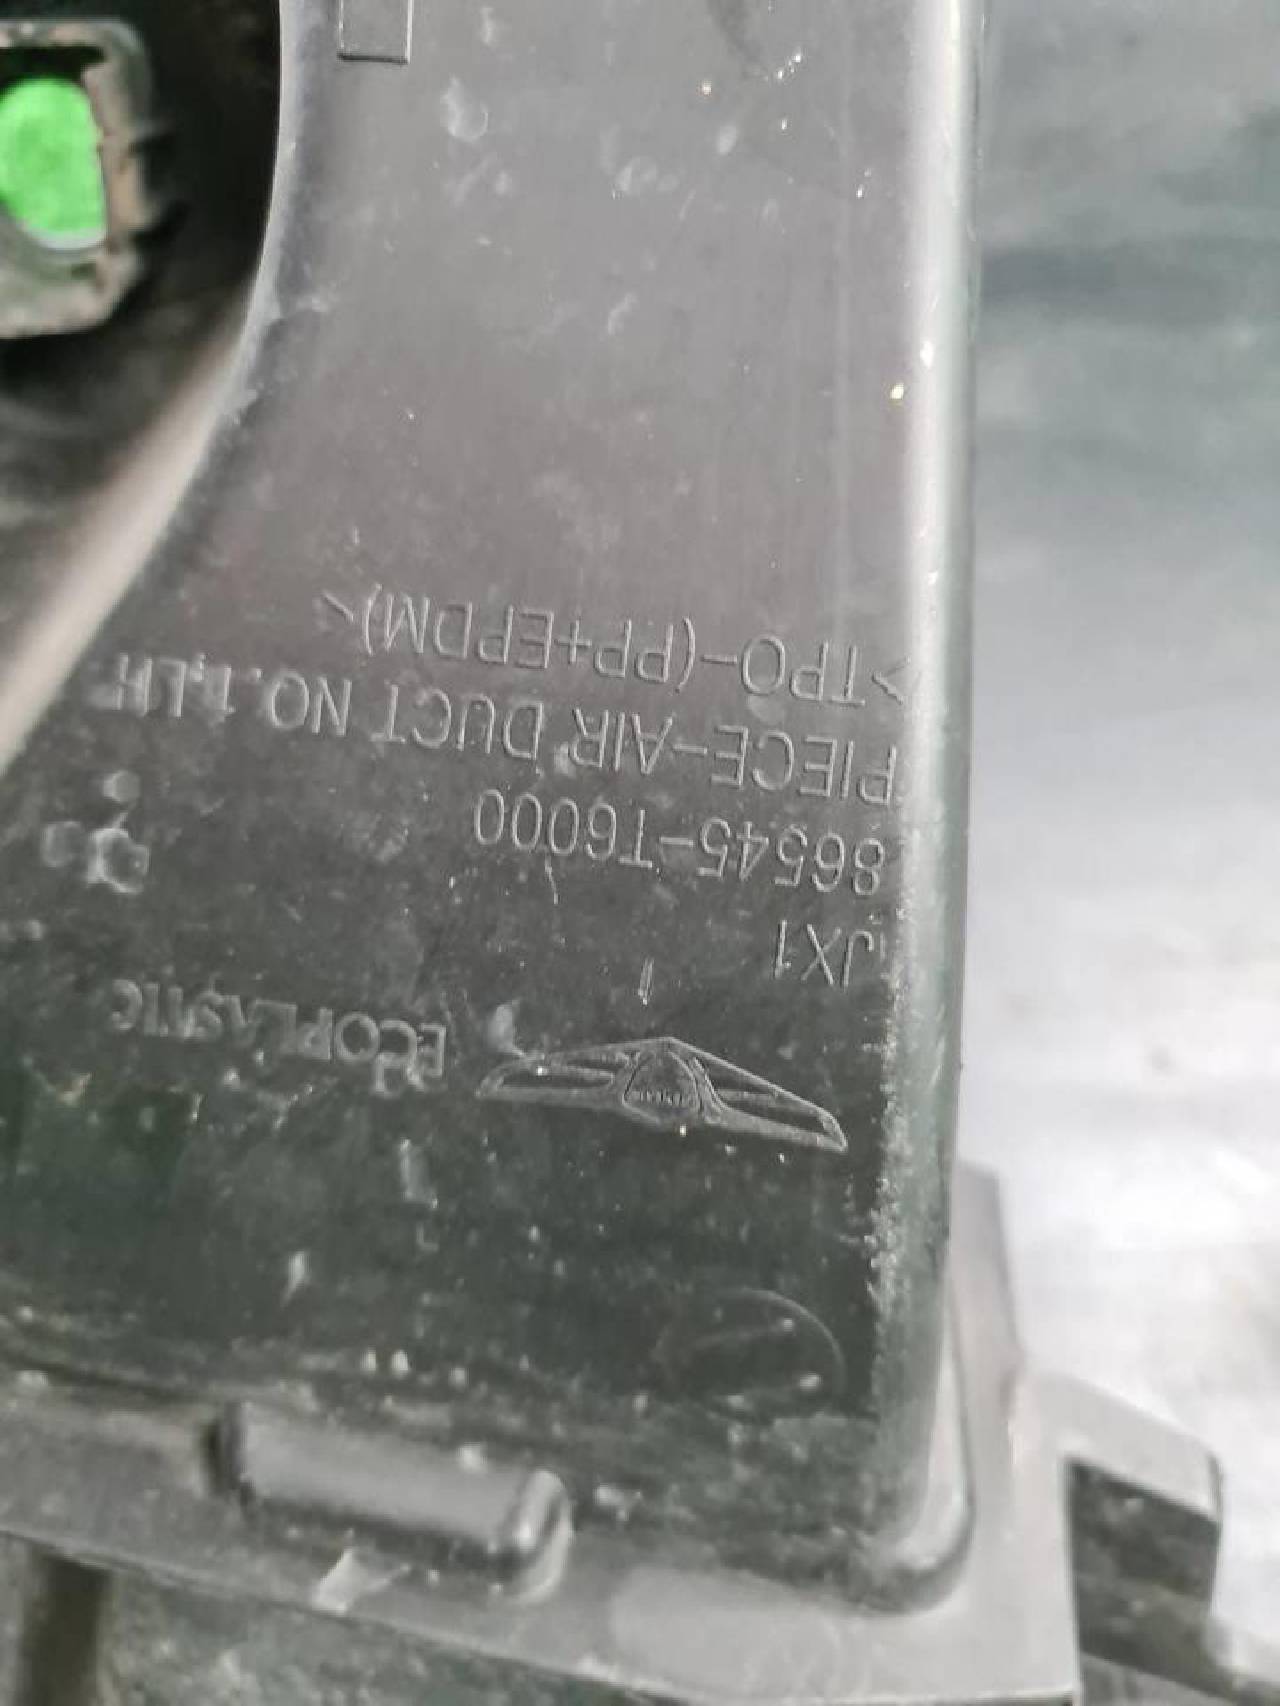 ECOPLASTIC
JX1
86545-T6000
PIECE-AIR DUCT NO.1,LH
>TPO-(PP+EPDM)<